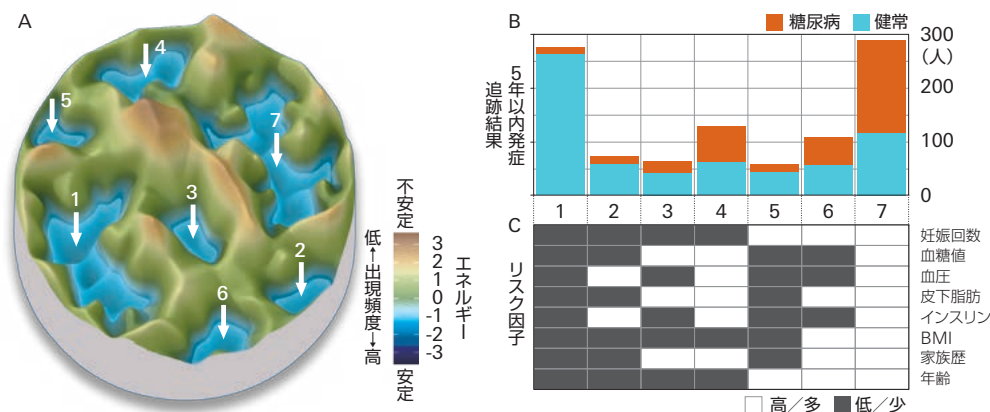 A
4
5
7
1
3
2
6
不安定
低←出現頻度→高
3
2
1
0
-1
-2
-3
エネルギー
安定
B
糖尿病
健常
5年以内発症
追跡結果
300
(人)
200
100
0
1 2 3 4 5 6 7
C
リスク因子
妊娠回数
血糖値
血圧
皮下脂肪
インスリン
BMI
家族歴
年齢
高/多 低/少